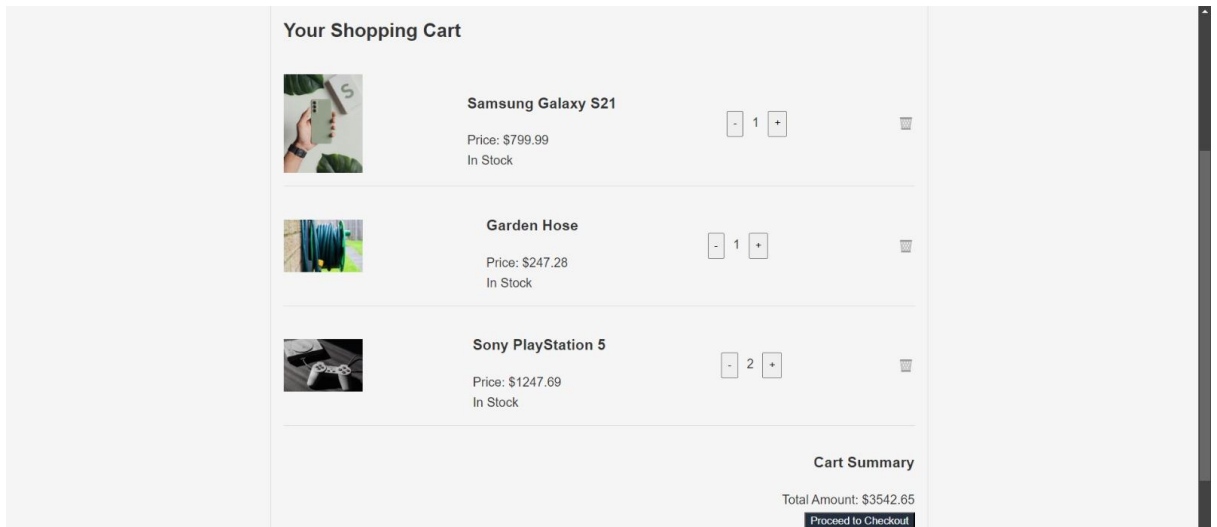 Your Shopping Cart
S
Samsung Galaxy S21
Price: $799.99
In Stock
- 1 +
Garden Hose
Price: $247.28
In Stock
- 1 +
Sony PlayStation 5
Price: $1247.69
In Stock
- 2 +
Cart Summary
Total Amount: $3542.65
Proceed to Checkout